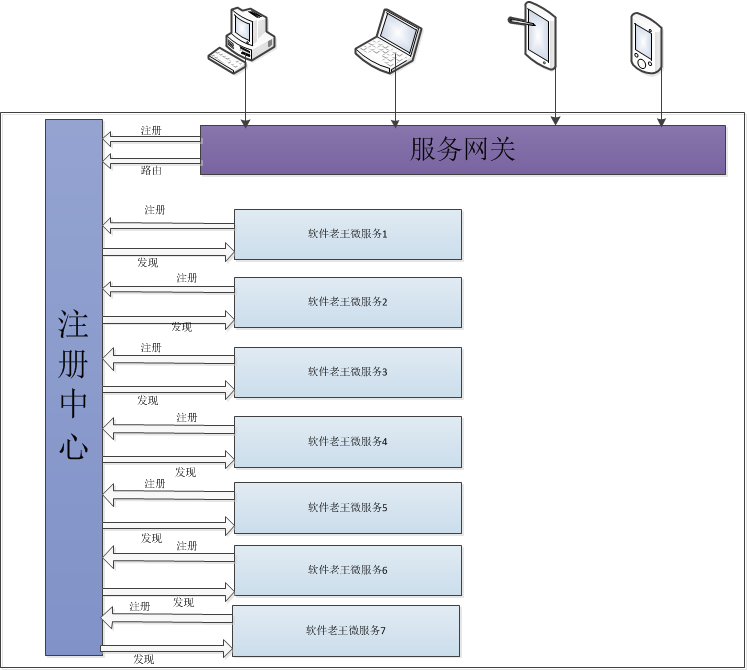 注册
服务网关
路由
注册
软件老王微服务1
发现
注册
软件老王微服务2
发现
注册
软件老王微服务3
发现
注册
软件老王微服务4
发现
注册
软件老王微服务5
发现
注册
软件老王微服务6
发现
注册
软件老王微服务7
发现
注册中心